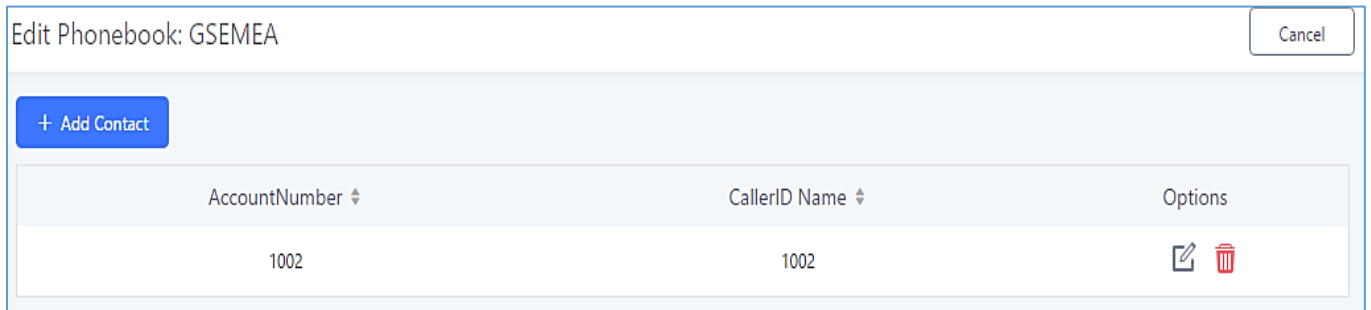 Edit Phonebook: GSEMEA
Cancel
+ Add Contact
AccountNumber CallerID Name Options
1002 1002